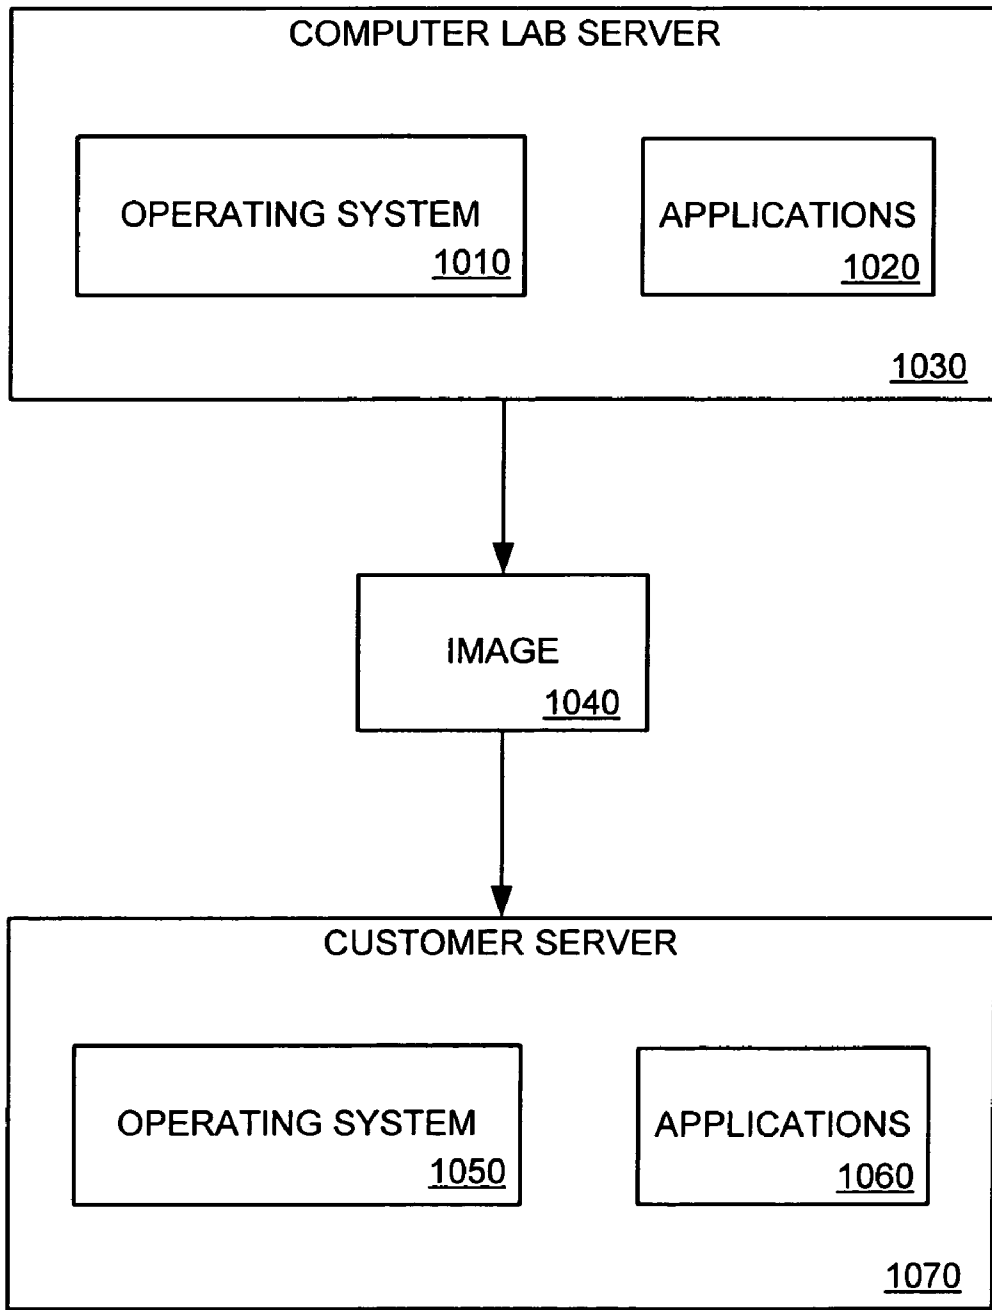 COMPUTER LAB SERVER
OPERATING SYSTEM
1010
APPLICATIONS
1020
1030
IMAGE
1040
CUSTOMER SERVER
OPERATING SYSTEM
1050
APPLICATIONS
1060
1070